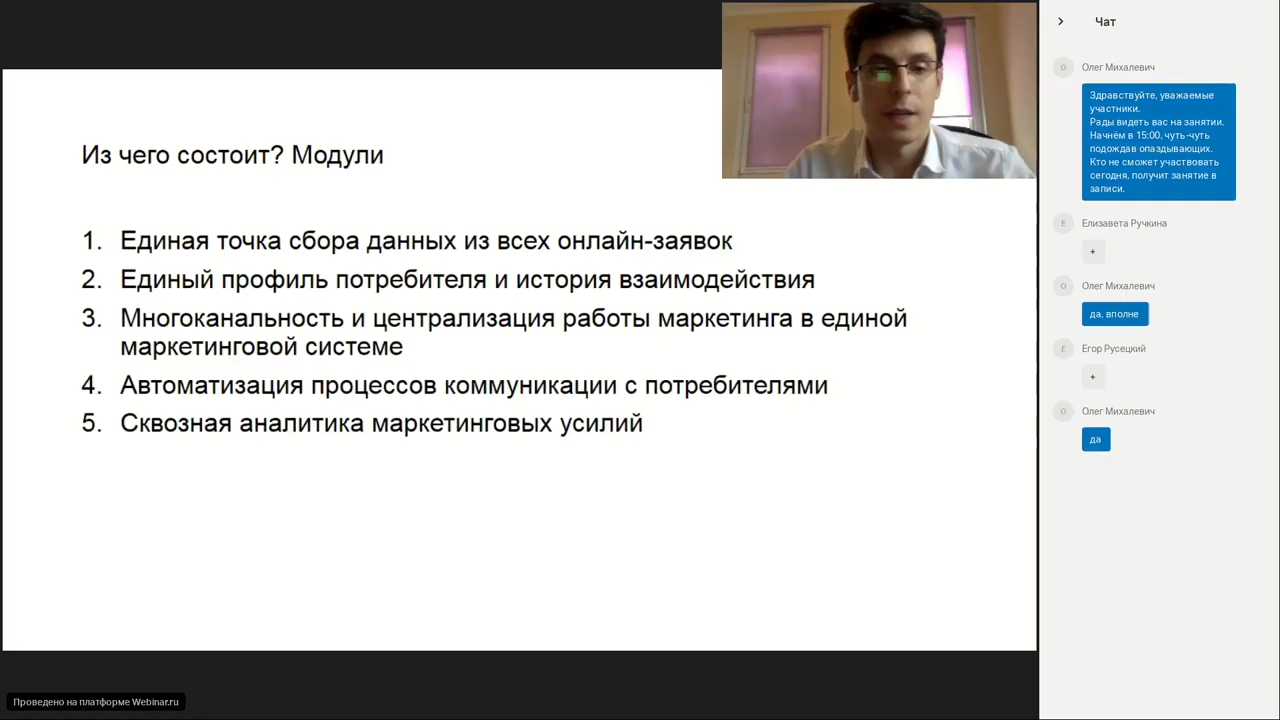 Из чего состоит? Модули
1. Единая точка сбора данных из всех онлайн-заявок
2. Единый профиль потребителя и история взаимодействия
3. Многоканальность и централизация работы маркетинга в единой
маркетинговой системе
4. Автоматизация процессов коммуникации с потребителями
5. Сквозная аналитика маркетинговых усилий
Проведено на платформе Webinar.ru
Чат
О
Олег Михалевич
Здравствуйте, уважаемые
участники.
Рады видеть вас на занятии.
Начнём в 15:00, чуть-чуть
подождав опаздывающих.
Кто не сможет участвовать
сегодня, получит занятие в
записи.
Е
Елизавета Ручкина
+
О
Олег Михалевич
да, вполне
Е
Егор Русецкий
+
О
Олег Михалевич
да